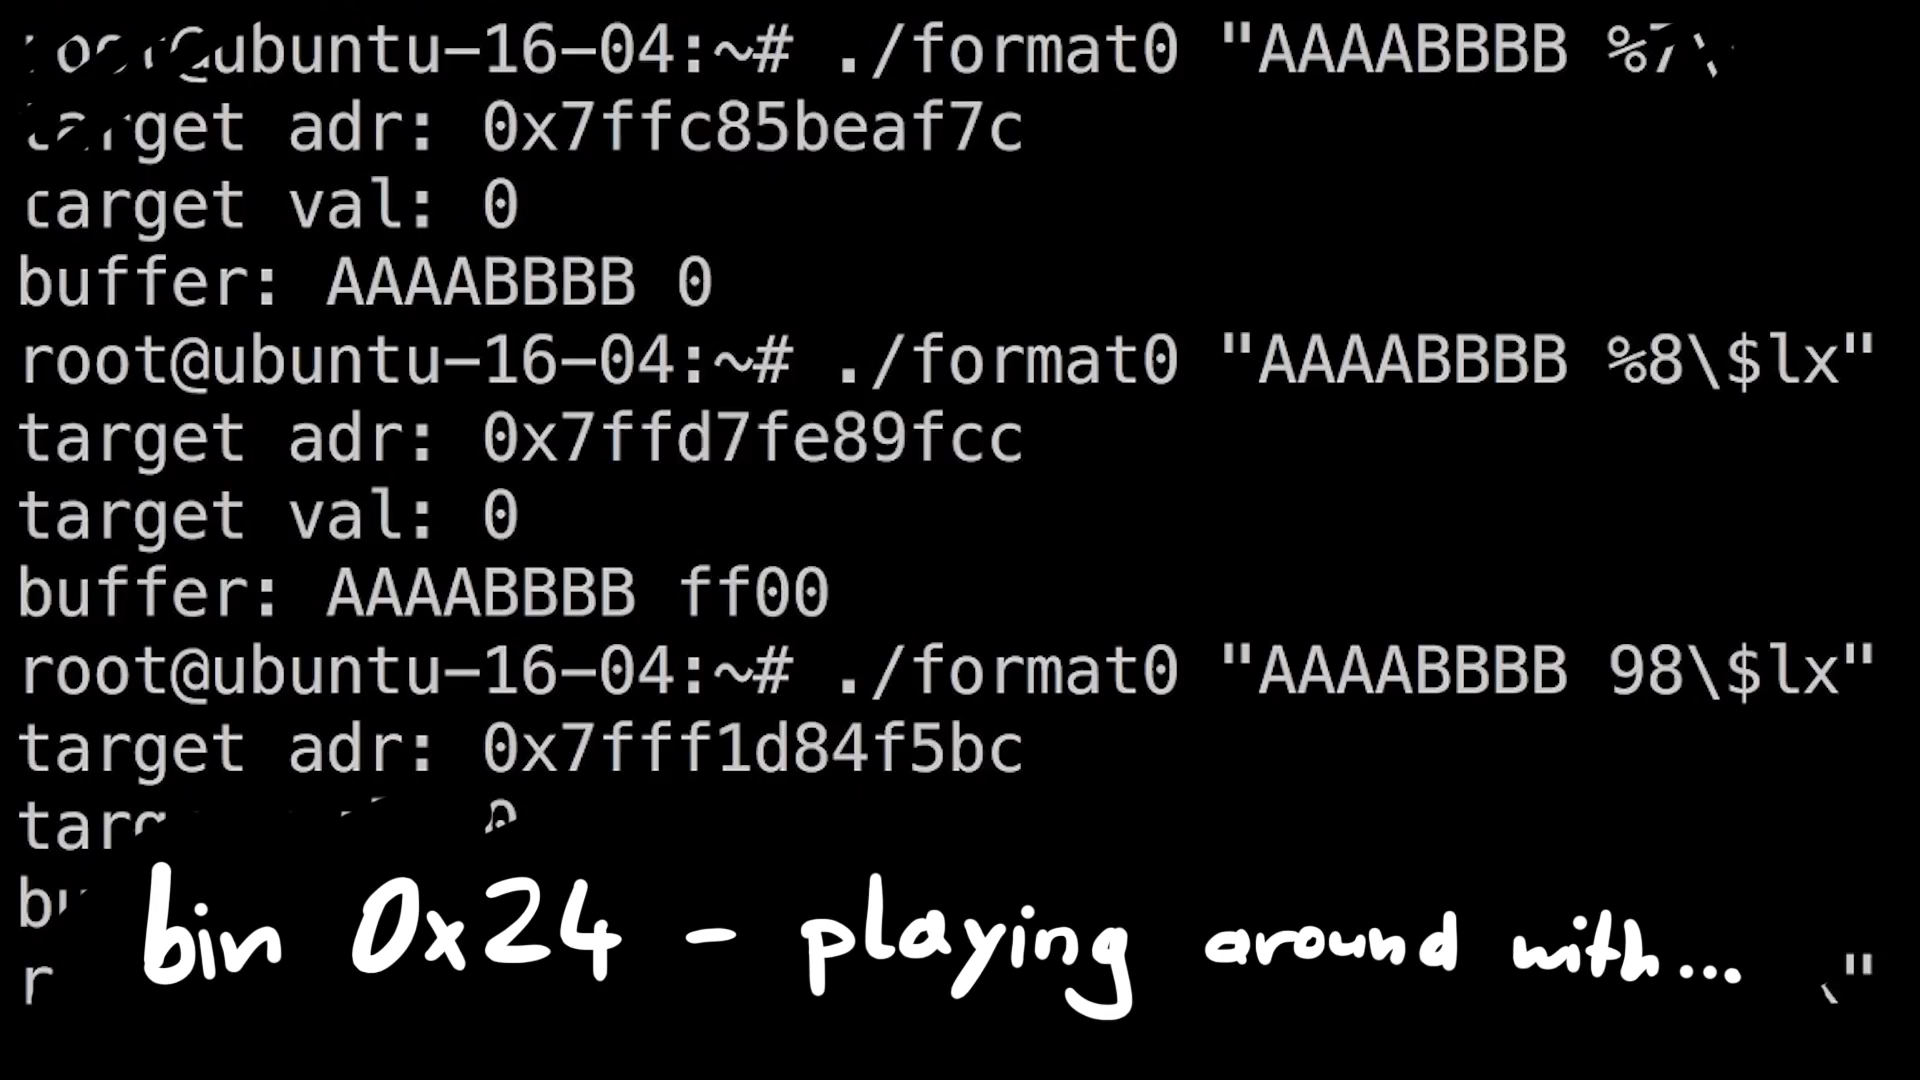 root@ubuntu-16-04:~# ./format0 "AAAABBBB %7
target adr: 0x7ffc85beaf7c
target val: 0
buffer: AAAABBBB 0
root@ubuntu-16-04:~# ./format0 "AAAABBBB %8\$lx"
target adr: 0x7ffd7fe89fcc
target val: 0
buffer: AAAABBBB ff00
root@ubuntu-16-04:~# ./format0 "AAAABBBB 98\$lx"
target adr: 0x7fff1d84f5bc
bin 0x24 - playing around with...